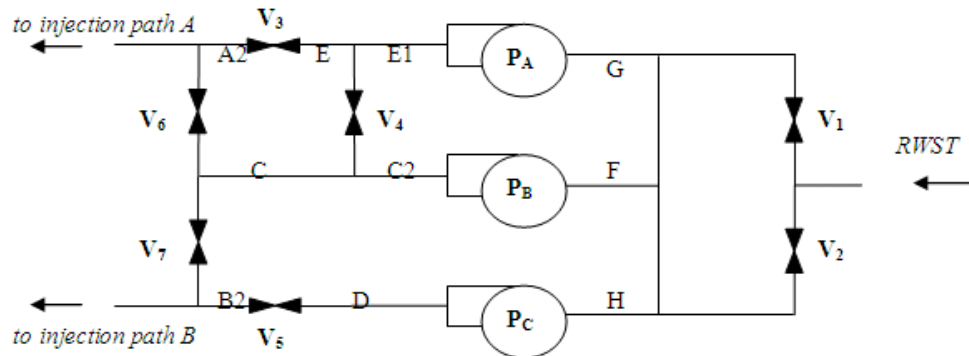 to injection path A
V3
A2
E
E1
PA
G
V6
V4
V1
RWST
C
C2
PB
F
V7
V2
B2
D
PC
H
V5
to injection path B